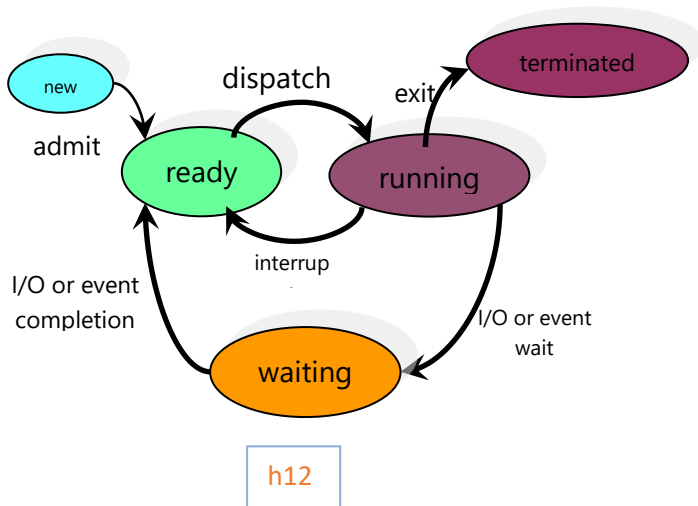 new
dispatch
terminated
exit
admit
ready
running
interrup
I/O or event
completion
I/O or event
wait
waiting
h12